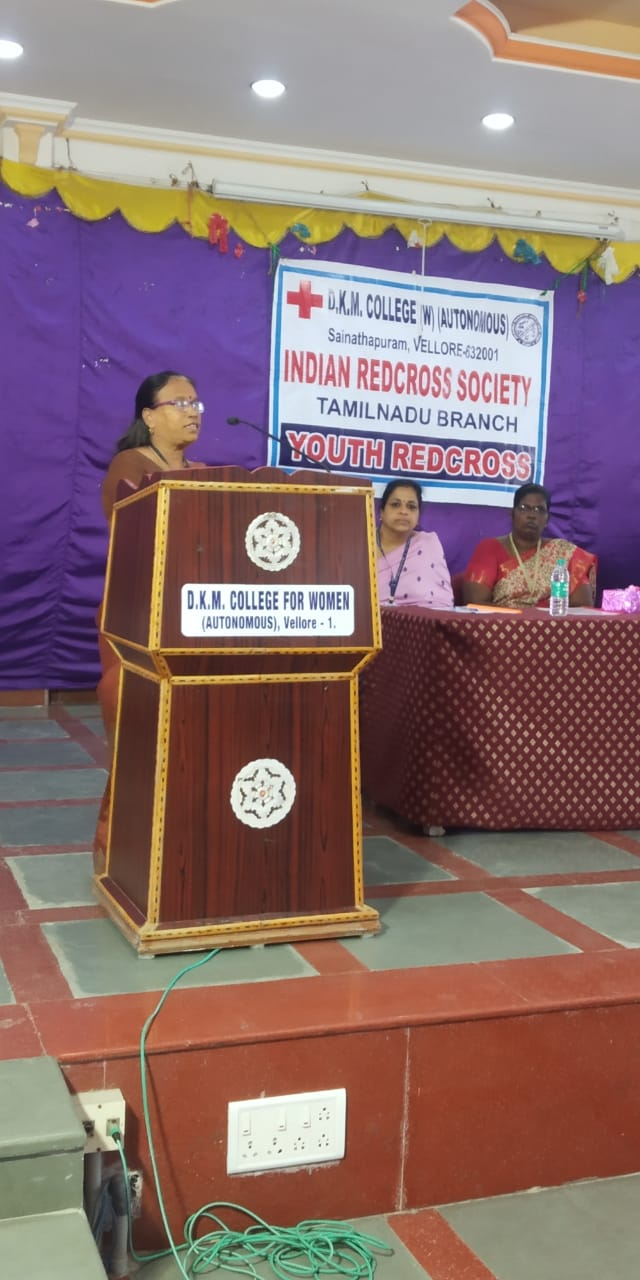 D.K.M. COLLEGE (W) (AUTONOMOUS)
Sainathapuram, VELLORE-632001
INDIAN REDCROSS SOCIETY
TAMILNADU BRANCH
YOUTH REDCROSS
D.K.M. COLLEGE FOR WOMEN
(AUTONOMOUS), Vellore - 1.